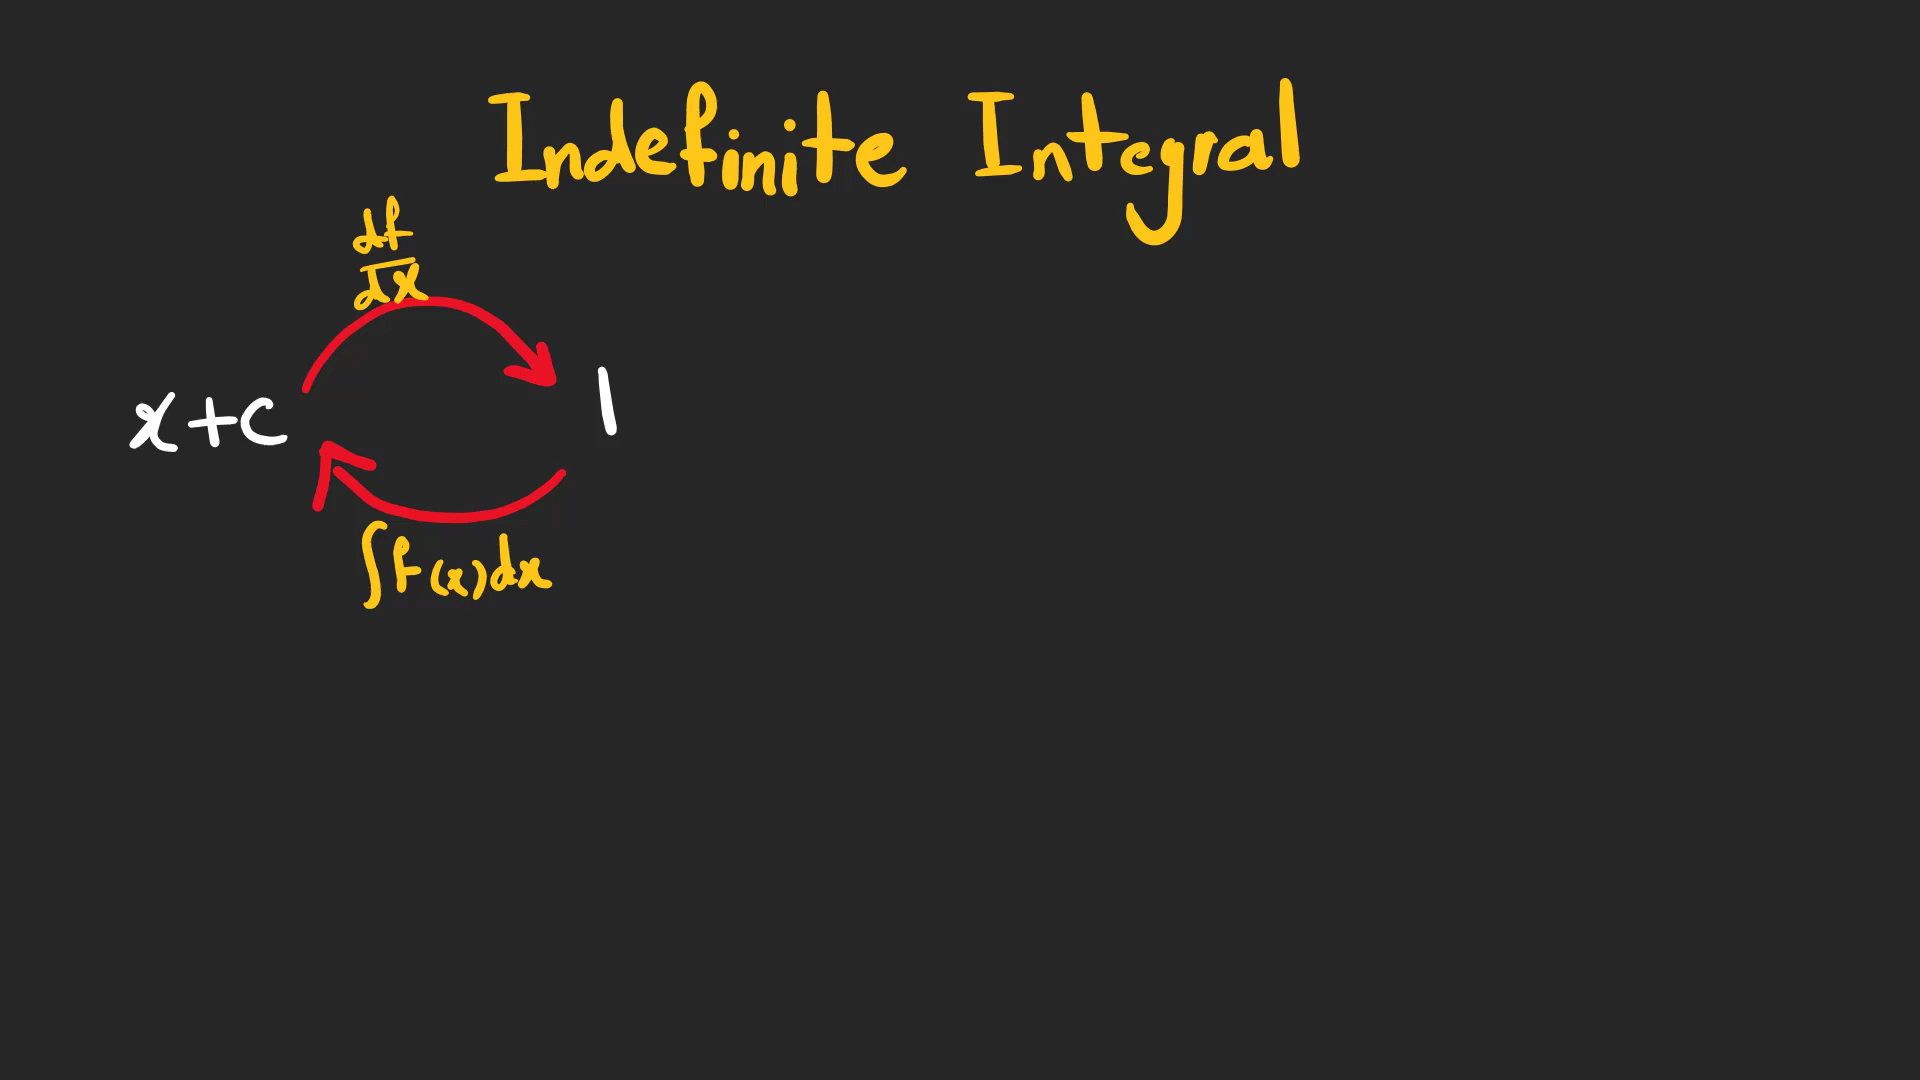 Indefinite Integral
df
dx
x+c
1
∫f(x)dx